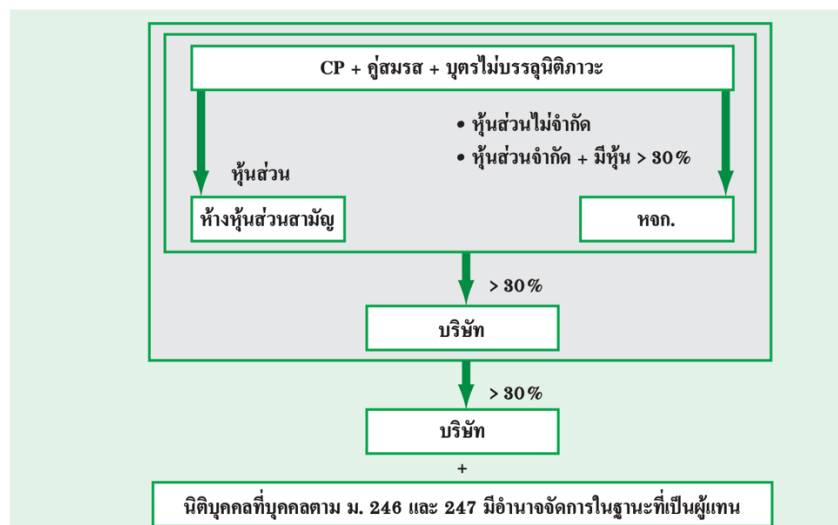 CP + คู่สมรส + บุตรไม่บรรลุนิติภาวะ
• หุ้นส่วนไม่จำกัด
• หุ้นส่วนจำกัด + มีหุ้น > 30%
หุ้นส่วน
ห้างหุ้นส่วนสามัญ
หจก.
> 30%
บริษัท
> 30%
บริษัท
+
นิติบุคคลที่บุคคลตาม ม. 246 และ 247 มีอำนาจจัดการในฐานะที่เป็นผู้แทน